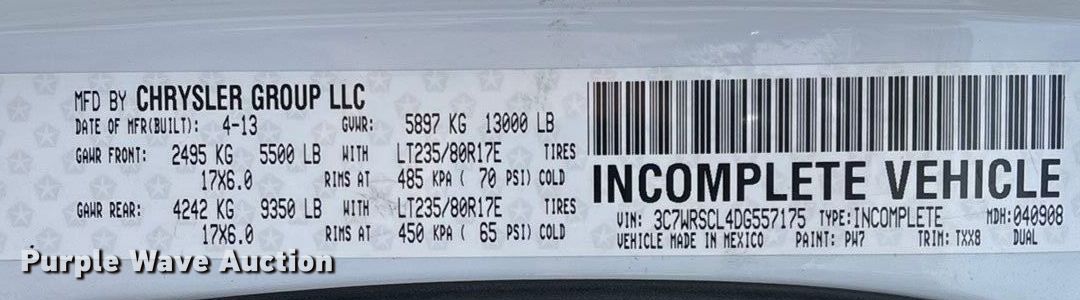 MFD BY CHRYSLER GROUP LLC
DATE OF MFR(BUILT): 4-13 GVWR: 5897 KG 13000 LB
GAWR FRONT: 2495 KG 5500 LB WITH LT235/80R17E TIRES
17X6.0 RIMS AT 485 KPA ( 70 PSI) COLD
GAWR REAR: 4242 KG 9350 LB WITH LT235/80R17E TIRES
17X6.0 RIMS AT 450 KPA ( 65 PSI) COLD
INCOMPLETE VEHICLE
VIN: 3C7WRSCL4DG557175 TYPE: INCOMPLETE MDH: 040908
VEHICLE MADE IN MEXICO PAINT: PW7 TRIM: TXX8 DUAL
Purple Wave Auction